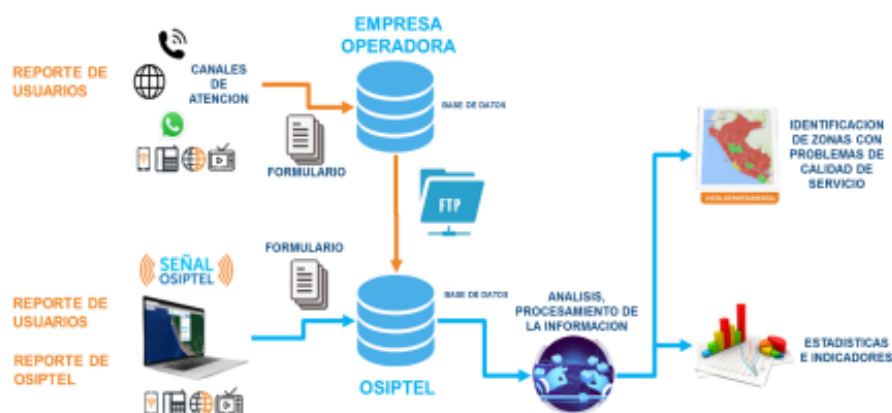 EMPRESA
OPERADORA
REPORTE DE
USUARIOS
CANALES
DE
ATENCION
BASE DE DATOS
FORMULARIO
FTP
IDENTIFICACION
DE ZONAS CON
PROBLEMAS DE
CALIDAD DE
SERVICIO
VISTA DEPARTAMENTAL
FORMULARIO
SEÑAL
OSIPTEL
REPORTE DE
USUARIOS
REPORTE DE
OSIPTEL
BASE DE DATOS
OSIPTEL
ANALISIS,
PROCESAMIENTO DE
LA INFORMACION
ESTADISTICAS
E INDICADORES